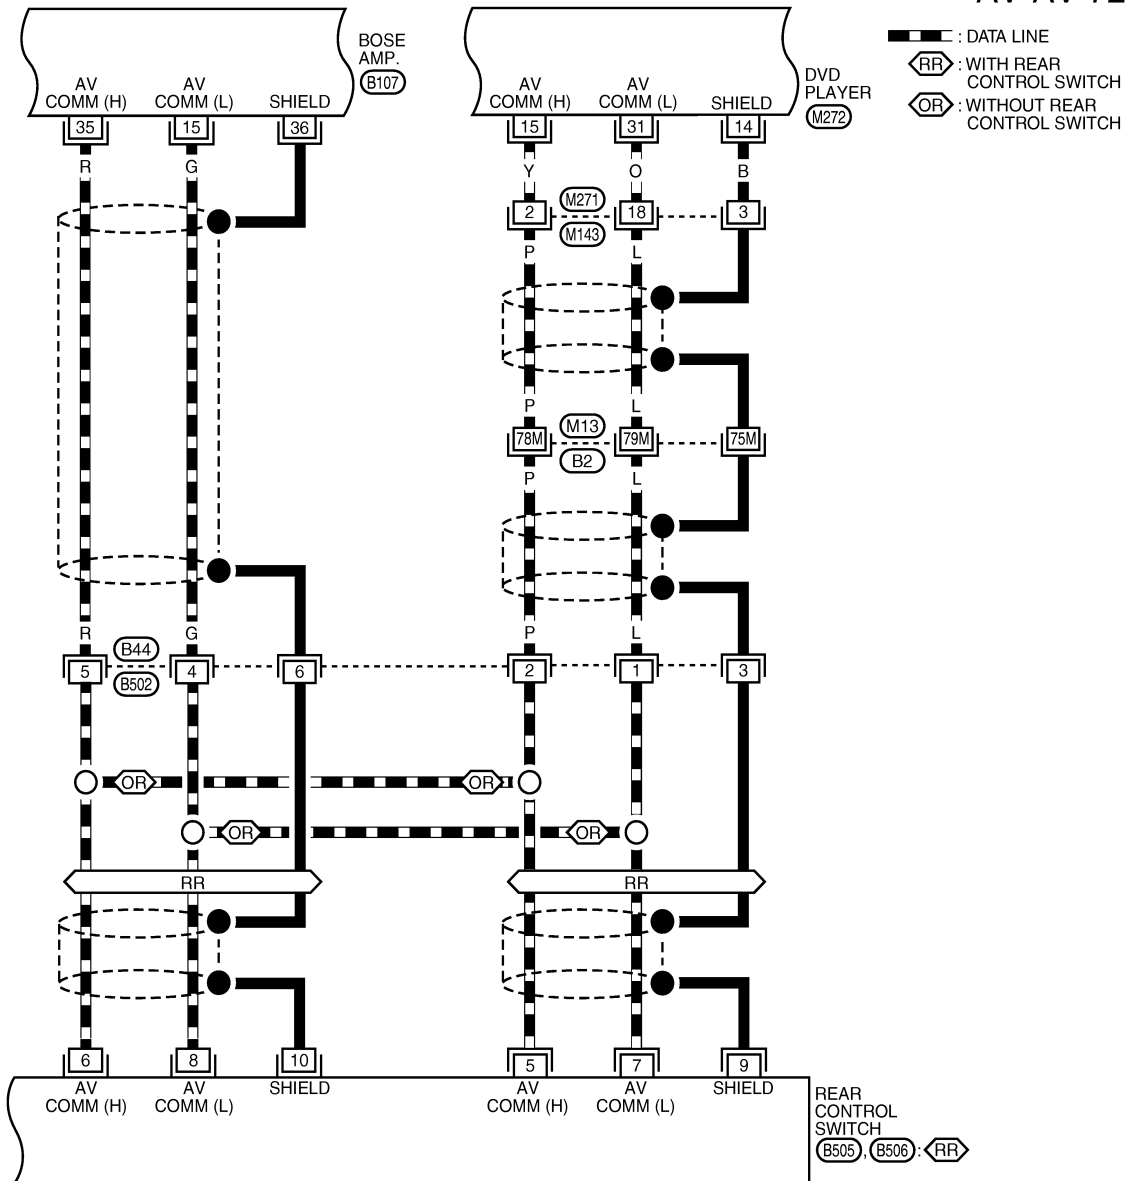 BOSE
AMP.
B107
AV
COMM (H)
AV
COMM (L)
SHIELD
35
15
36
R
G
AV
COMM (H)
AV
COMM (L)
SHIELD
DVD
PLAYER
M272
15
31
14
Y
O
B
: DATA LINE
RR : WITH REAR
CONTROL SWITCH
OR : WITHOUT REAR
CONTROL SWITCH
2
M271
M143
18
3
P
L
P
L
78M
M13
B2
79M
75M
P
L
R
G
P
L
5
B44
B502
4
6
2
1
3
OR
OR
OR
OR
RR
RR
6
8
10
5
7
9
AV
COMM (H)
AV
COMM (L)
SHIELD
AV
COMM (H)
AV
COMM (L)
SHIELD
REAR
CONTROL
SWITCH
B505 , B506 : RR